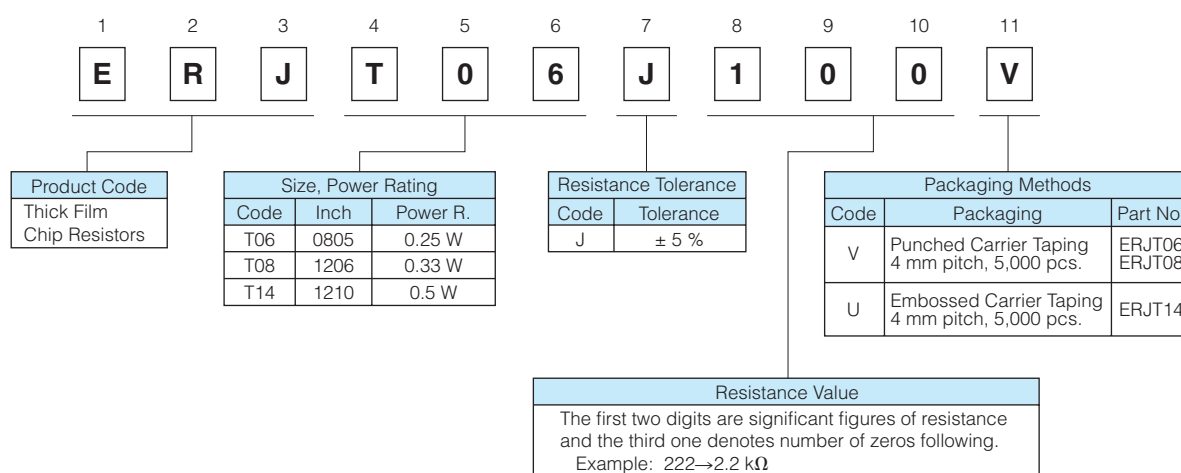 1 2 3 4 5 6 7 8 9 10 11
E R J T 0 6 J 1 0 0 V
Product Code
Thick Film
Chip Resistors
Size, Power Rating
Code Inch Power R.
T06 0805 0.25 W
T08 1206 0.33 W
T14 1210 0.5 W
Resistance Tolerance
Code Tolerance
J ± 5 %
Packaging Methods
Code Packaging Part No
V Punched Carrier Taping ERJT06
4 mm pitch, 5,000 pcs. ERJT08
U Embossed Carrier Taping ERJT14
4 mm pitch, 5,000 pcs.
Resistance Value
The first two digits are significant figures of resistance
and the third one denotes number of zeros following.
Example: 222→2.2 kΩ